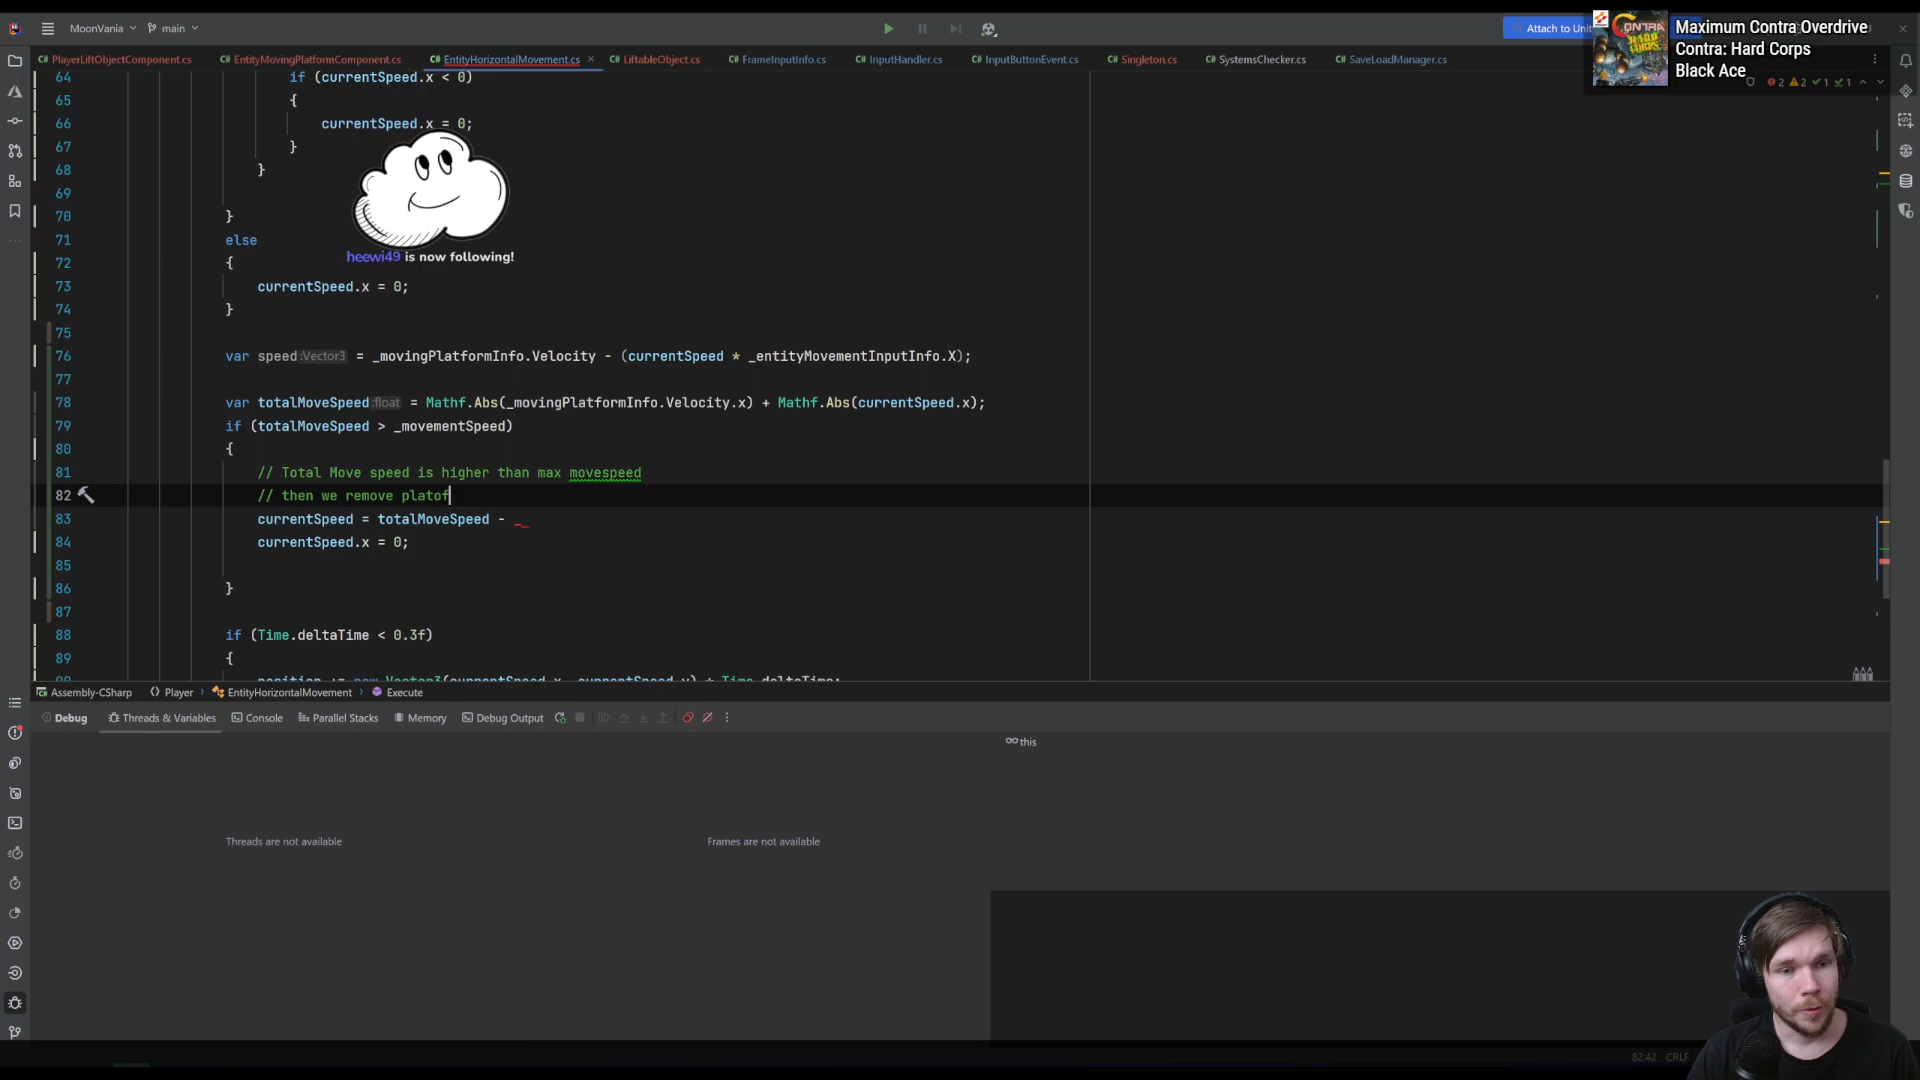 MoonVania
main
Attach to Unit
Maximum Contra Overdrive
Contra: Hard Corps
Black Ace
PlayerLiftObjectComponent.cs
EntityMovingPlatformComponent.cs
EntityHorizontalMovement.cs
LiftableObject.cs
FrameInputInfo.cs
InputHandler.cs
InputButtonEvent.cs
Singleton.cs
SystemsChecker.cs
SaveLoadManager.cs
2 2 1 1
64 if (currentSpeed.x < 0)
65 {
66 currentSpeed.x = 0;
67 }
68 }
69
70 }
71 else
72 {
heewi49 is now following!
73 currentSpeed.x = 0;
74 }
75
76 var speed:Vector3 = _movingPlatformInfo.Velocity - (currentSpeed * _entityMovementInputInfo.X);
77
78 var totalMoveSpeed:float = Mathf.Abs(_movingPlatformInfo.Velocity.x) + Mathf.Abs(currentSpeed.x);
79 if (totalMoveSpeed > _movementSpeed)
80 {
81 // Total Move speed is higher than max movespeed
82 // then we remove platof
83 currentSpeed = totalMoveSpeed - _
84 currentSpeed.x = 0;
85
86 }
87
88 if (Time.deltaTime < 0.3f)
89 {
Assembly-CSharp
Player
EntityHorizontalMovement
Execute
Debug
Threads & Variables
Console
Parallel Stacks
Memory
Debug Output
this
Threads are not available
Frames are not available
82:42 CRLF